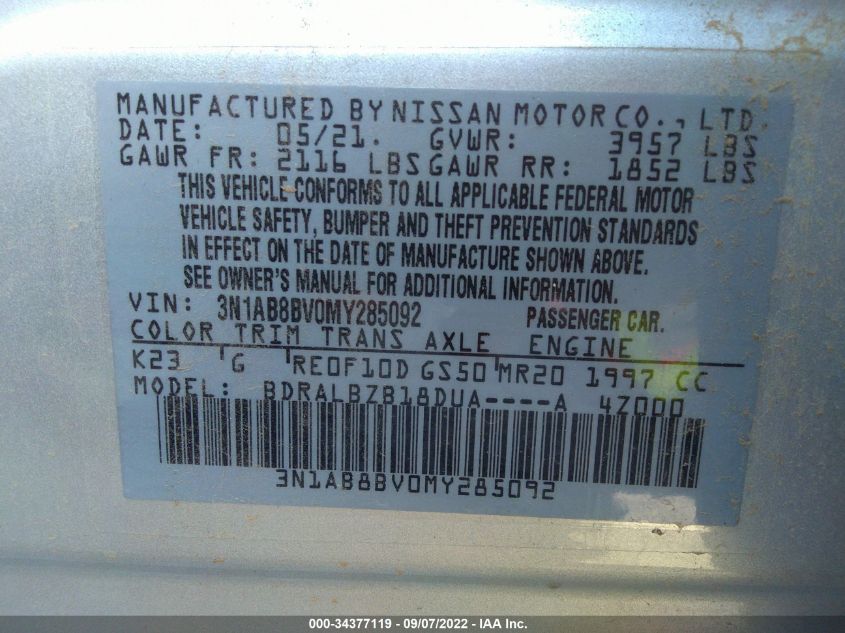 MANUFACTURED BY NISSAN MOTOR CO., LTD.
DATE: 05/21. GVWR: 3957 LBS
GAWR FR: 2116 LBS GAWR RR: 1852 LBS
THIS VEHICLE CONFORMS TO ALL APPLICABLE FEDERAL MOTOR
VEHICLE SAFETY, BUMPER AND THEFT PREVENTION STANDARDS
IN EFFECT ON THE DATE OF MANUFACTURE SHOWN ABOVE.
SEE OWNER'S MANUAL FOR ADDITIONAL INFORMATION.
VIN: 3N1AB8BV0MY285092 PASSENGER CAR.
COLOR TRIM TRANS AXLE ENGINE
K23 G RE0F10D GS50 MR20 1997 CC
MODEL: BDRALBZB18DUA----A 4Z000
3N1AB8BV0MY285092
000-34377119 - 09/07/2022 - IAA Inc.